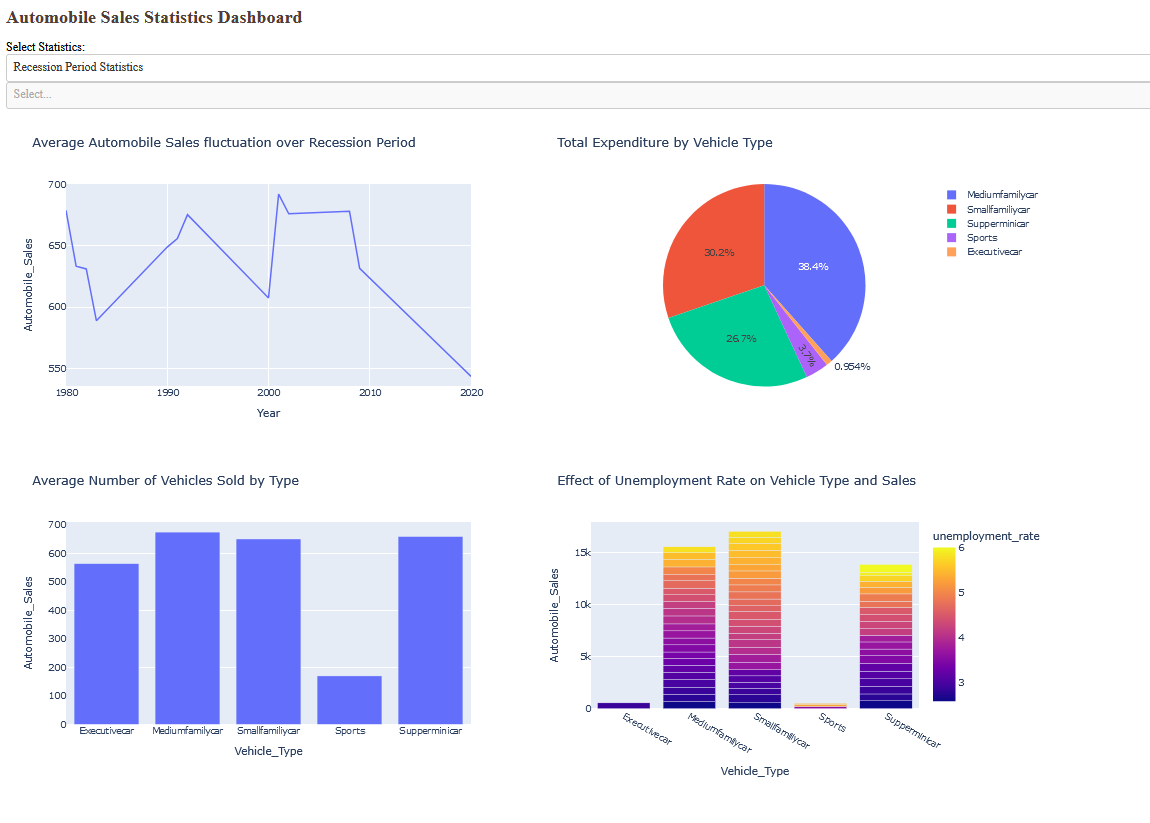 Automobile Sales Statistics Dashboard
Select Statistics:
Recession Period Statistics
Select...
Average Automobile Sales fluctuation over Recession Period
700
650
600
550
Automobile_Sales
1980
1990
2000
2010
2020
Year
Total Expenditure by Vehicle Type
30.2%
38.4%
26.7%
3.7%
0.954%
Mediumfamilycar
Smallfamiliycar
Supperminicar
Sports
Executivecar
Average Number of Vehicles Sold by Type
700
600
500
400
300
200
100
0
Automobile_Sales
Executivecar
Mediumfamilycar
Smallfamiliycar
Sports
Supperminicar
Vehicle_Type
Effect of Unemployment Rate on Vehicle Type and Sales
15k
10k
5k
0
Automobile_Sales
Executivecar
Mediumfamilycar
Smallfamiliycar
Sports
Supperminicar
Vehicle_Type
unemployment_rate
6
5
4
3